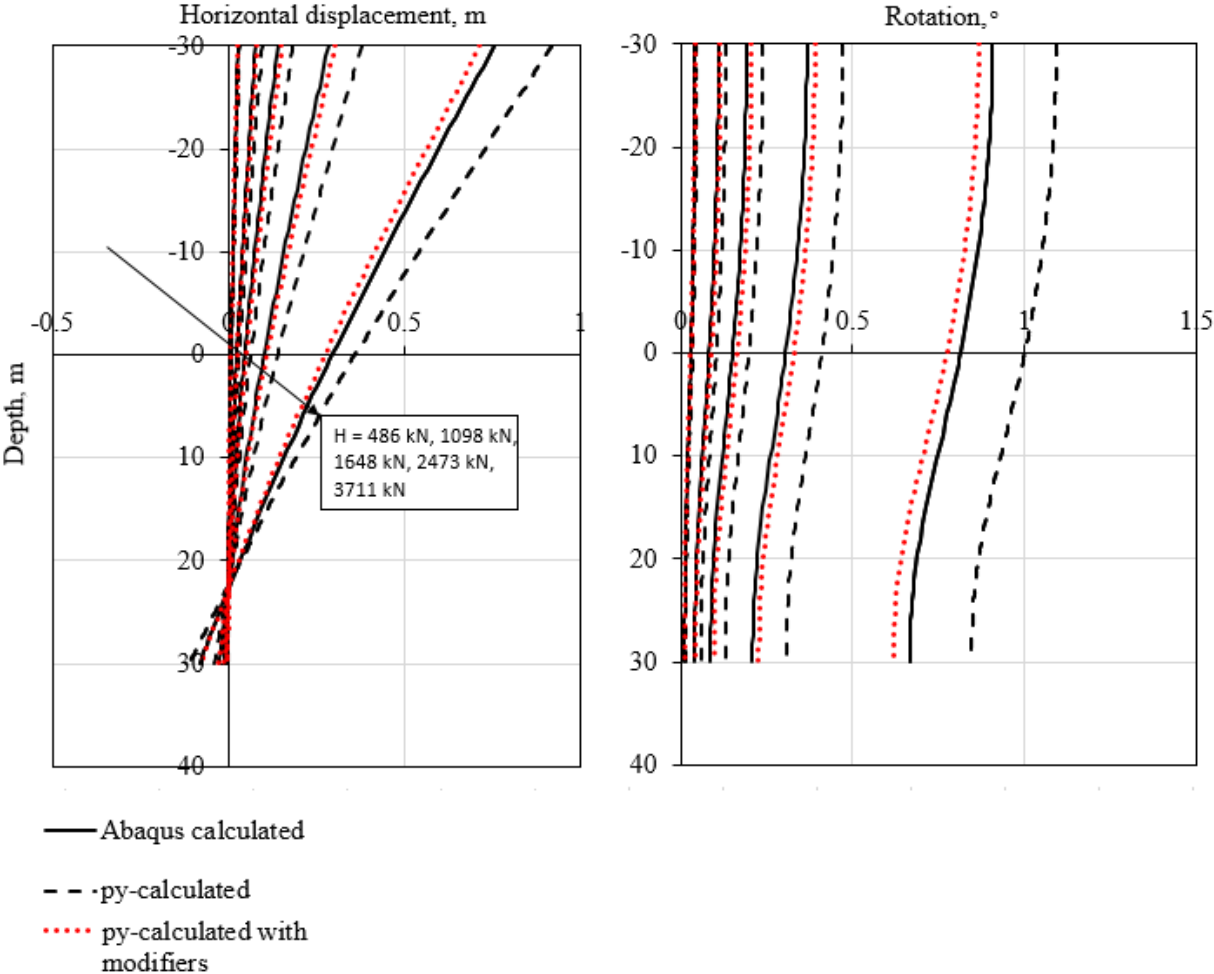 Horizontal displacement, m
-30
-20
-10
-0.5 0 0.5 1
0
10
20
30
40
Depth, m
H = 486 kN, 1098 kN,
1648 kN, 2473 kN,
3711 kN
Rotation,°
-30
-20
-10
0 0.5 1 15
0
10
20
30
40
Abaqus calculated
py-calculated
py-calculated with
modifiers